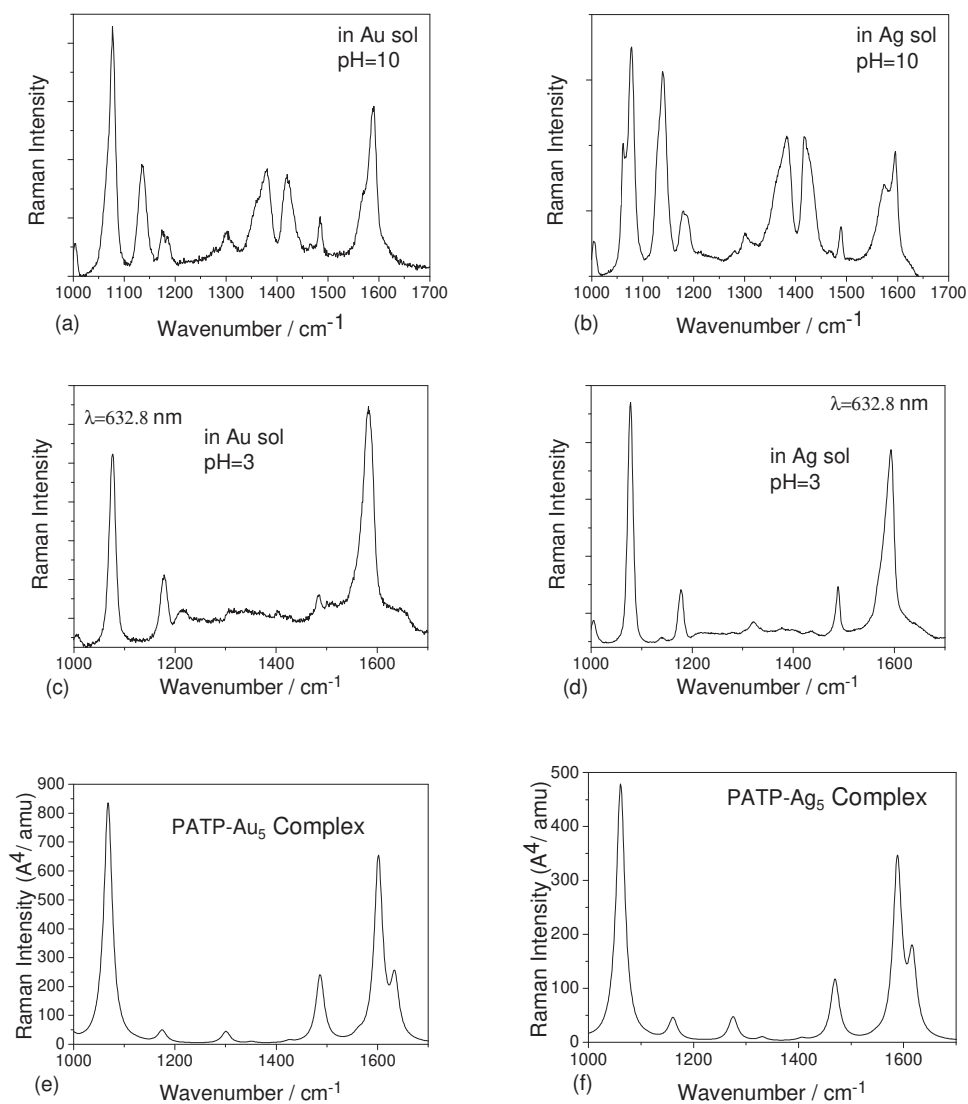 in Au sol
pH=10
Raman Intensity
1000 1100 1200 1300 1400 1500 1600 1700
Wavenumber / cm-1
(a)
in Ag sol
pH=10
Raman Intensity
1000 1100 1200 1300 1400 1500 1600 1700
Wavenumber / cm-1
(b)
λ=632.8 nm
in Au sol
pH=3
Raman Intensity
1000 1200 1400 1600
Wavenumber / cm-1
(c)
λ=632.8 nm
in Ag sol
pH=3
Raman Intensity
1000 1200 1400 1600
Wavenumber / cm-1
(d)
PATP-Au5 Complex
Raman Intensity (A4/ amu)
900
800
700
600
500
400
300
200
100
50
0
1000 1200 1400 1600
Wavenumber / cm-1
(e)
PATP-Ag5 Complex
Raman Intensity (A4/ amu)
500
400
300
200
100
0
1000 1200 1400 1600
Wavenumber / cm-1
(f)